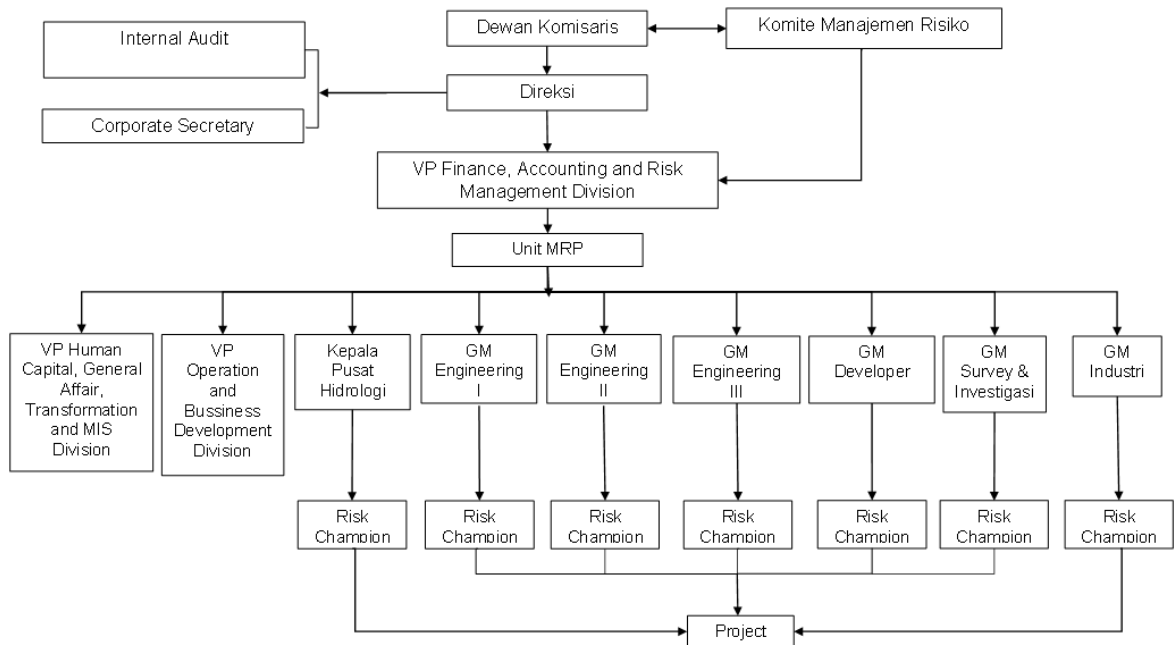 Internal Audit
Dewan Komisaris
Komite Manajemen Risiko
Direksi
Corporate Secretary
VP Finance, Accounting and Risk
Management Division
Unit MRP
VP Human
Capital, General
Affair,
Transformation
and MIS
Division
VP
Operation
and
Bussiness
Development
Division
Kepala
Pusat
Hidrologi
GM
Engineering
I
GM
Engineering
II
GM
Engineering
III
GM
Developer
GM
Survey &
Investigasi
GM
Industri
Risk
Champion
Risk
Champion
Risk
Champion
Risk
Champion
Risk
Champion
Risk
Champion
Risk
Champion
Project